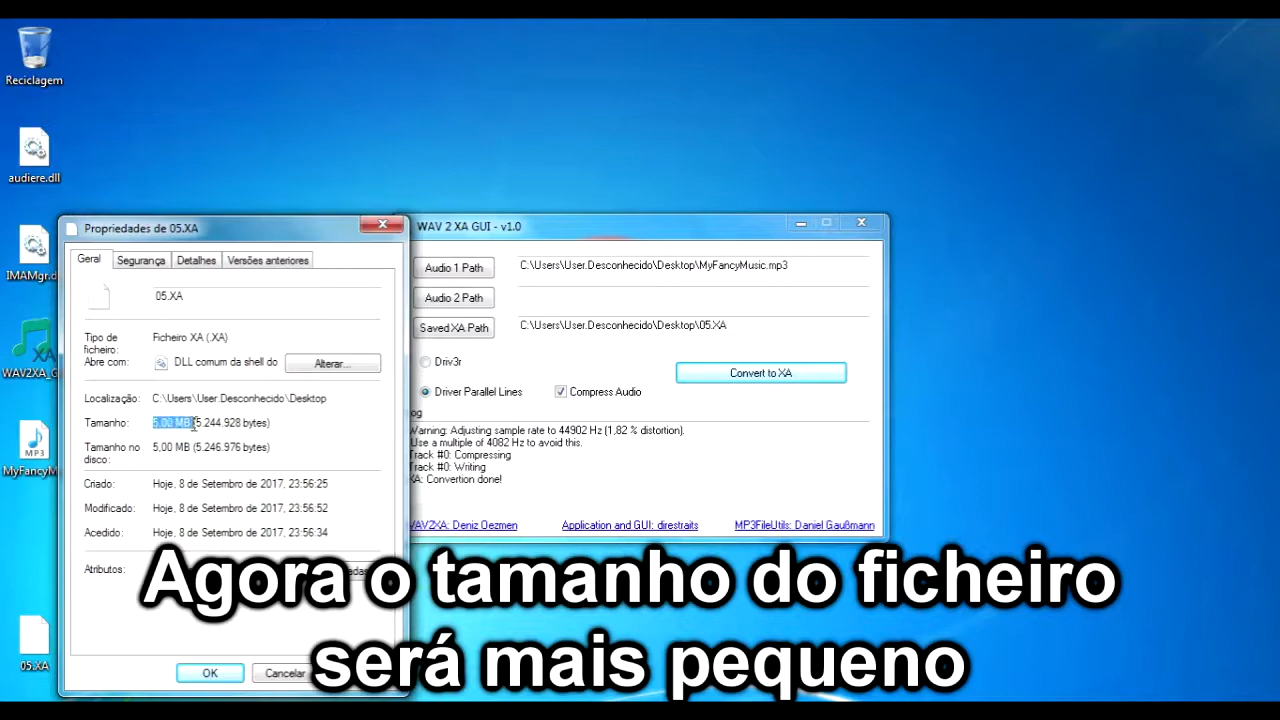 Reciclagem
audiere.dll
IMAMgr.d
WAV2XA_G
MP3
MyFancyM
05.XA
Propriedades de 05.XA
Geral
Segurança
Detalhes
Versões anteriores
05.XA
Tipo de ficheiro:
Ficheiro XA (.XA)
Abre com:
DLL comum da shell do
Alterar...
Localização:
C:\Users\User.Desconhecido\Desktop
Tamanho:
5,00 MB (5.244.928 bytes)
Tamanho no disco:
5,00 MB (5.246.976 bytes)
Criado:
Hoje, 8 de Setembro de 2017, 23:56:25
Modificado:
Hoje, 8 de Setembro de 2017, 23:56:52
Acedido:
Hoje, 8 de Setembro de 2017, 23:56:34
Atributos:
OK
Cancelar
WAV 2 XA GUI - v1.0
Audio 1 Path
C:\Users\User.Desconhecido\Desktop\MyFancyMusic.mp3
Audio 2 Path
Saved XA Path
C:\Users\User.Desconhecido\Desktop\05.XA
Driv3r
Driver Parallel Lines
Compress Audio
Convert to XA
og
Warning: Adjusting sample rate to 44902 Hz (1,82 % distortion).
Use a multiple of 4082 Hz to avoid this.
Track #0: Compressing
Track #0: Writing
XA: Convertion done!
WAV2XA: Deniz Oezmen
Application and GUI: direstraits
MP3FileUtils: Daniel Gaußmann
Agora o tamanho do ficheiro
será mais pequeno